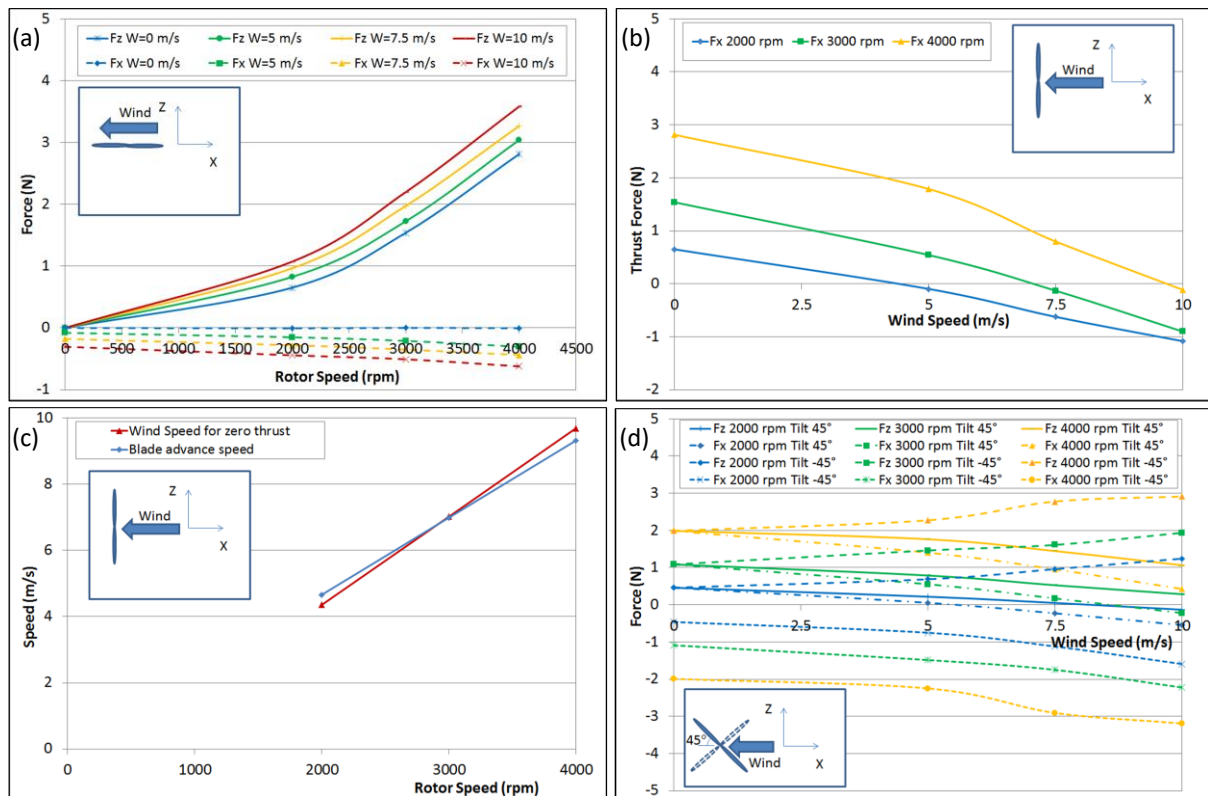 (a)
Fz W=0 m/s Fz W=5 m/s Fz W=7.5 m/s Fz W=10 m/s
Fx W=0 m/s Fx W=5 m/s Fx W=7.5 m/s Fx W=10 m/s
Wind
Z
X
Force (N)
5
4
3
2
1
0
-1
0 500 1000 1500 2000 2500 3000 3500 4000 4500
Rotor Speed (rpm)
(b)
Fx 2000 rpm Fx 3000 rpm Fx 4000 rpm
Z
Wind
X
Thrust Force (N)
5
4
3
2
1
0
-1
-2
0 2.5 5 7.5 10
Wind Speed (m/s)
(c)
Wind Speed for zero thrust
Blade advance speed
Z
Wind
X
Speed (m/s)
10
8
6
4
2
0
0 1000 2000 3000 4000
Rotor Speed (rpm)
(d)
Fz 2000 rpm Tilt 45° Fz 3000 rpm Tilt 45° Fz 4000 rpm Tilt 45°
Fx 2000 rpm Tilt 45° Fx 3000 rpm Tilt 45° Fx 4000 rpm Tilt 45°
Fz 2000 rpm Tilt -45° Fz 3000 rpm Tilt -45° Fz 4000 rpm Tilt -45°
Fx 2000 rpm Tilt -45° Fx 3000 rpm Tilt -45° Fx 4000 rpm Tilt -45°
Force (N)
5
4
3
2
1
0
-1
-2
-3
-4
-5
0 2.5 5 7.5 10
Wind Speed (m/s)
Z
45°
Wind
X